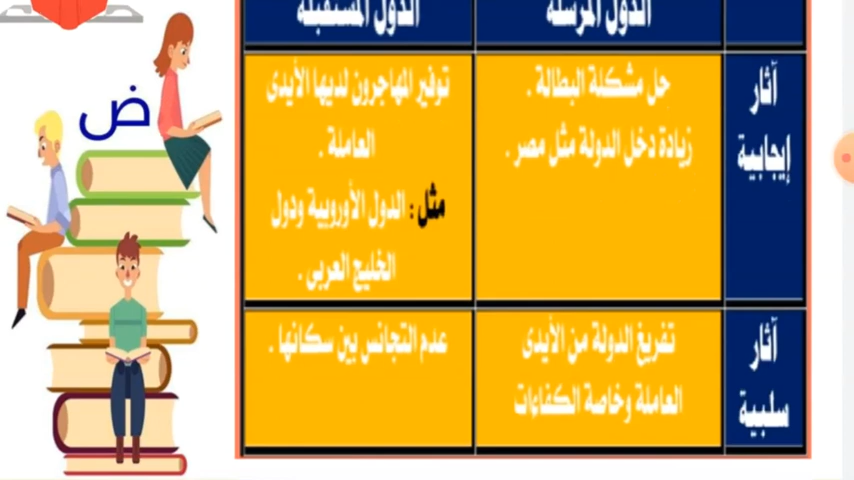 الدول المرسلة
الدول المستقبلة
آثار
إيجابية
حل مشكلة البطالة .
زيادة دخل الدولة مثل مصر .
توفير المهاجرون لديها الأيدى
العاملة .
مثل : الدول الأوروبية ودول
الخليج العربى .
آثار
سلبية
تفريغ الدولة من الأيدى
العاملة وخاصة الكفاءات
عدم التجانس بين سكانها .
ض